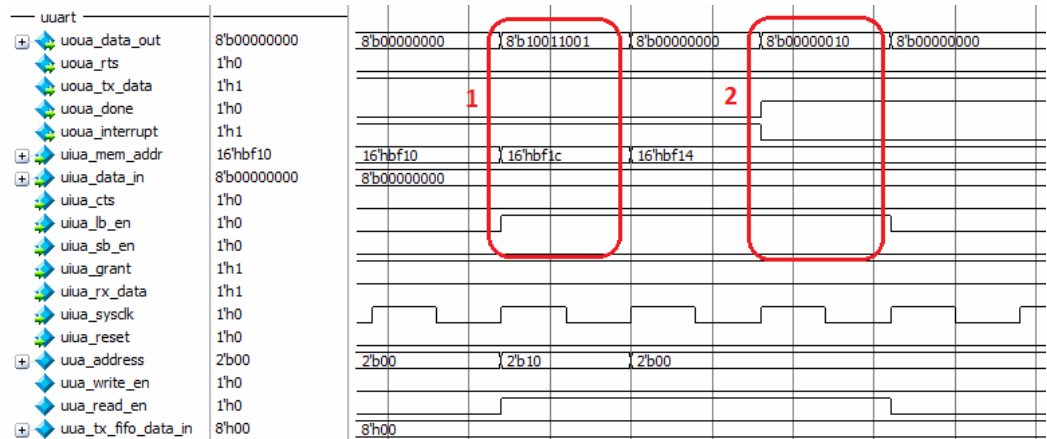 uuart
uoua_data_out 8'b00000000 8'b00000000 8'b10011001 8'b00000000 8'b00000010 8'b00000000
uoua_rts 1'h0
uoua_tx_data 1'h1
uoua_done 1'h0
1 2
uoua_interrupt 1'h1
uiua_mem_addr 16'hbf10 16'hbf10 16'hbf1c 16'hbf14
uiua_data_in 8'b00000000 8'b00000000
uiua_cts 1'h0
uiua_lb_en 1'h0
uiua_sb_en 1'h0
uiua_grant 1'h1
uiua_rx_data 1'h1
uiua_sysclk 1'h0
uiua_reset 1'h0
uua_address 2'b00 2'b00 2'b10 2'b00
uua_write_en 1'h0
uua_read_en 1'h0
uua_tx_fifo_data_in 8'h00 8'h00